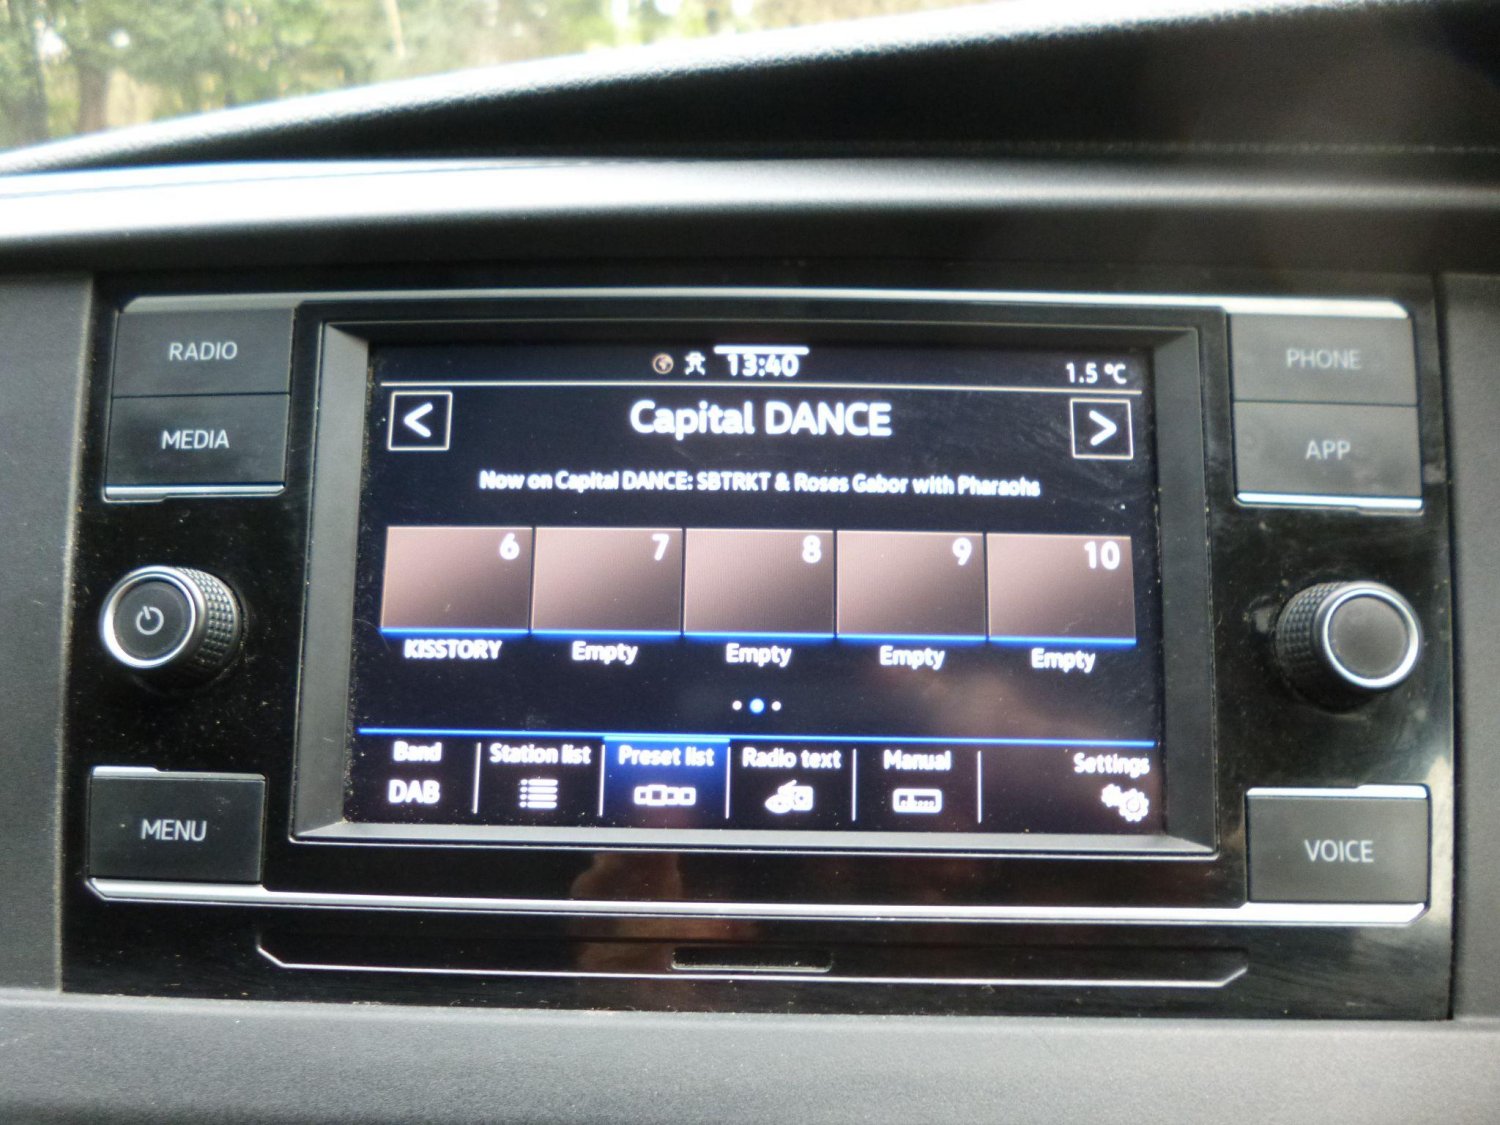 RADIO
MEDIA
MENU
13:40
1.5 °C
< Capital DANCE >
Now on Capital DANCE: SBTRKT & Roses Gabor with Pharaohs
6 7 8 9 10
KISSTORY Empty Empty Empty Empty
Band Station list Preset list Radio text Manual Settings
DAB
PHONE
APP
VOICE